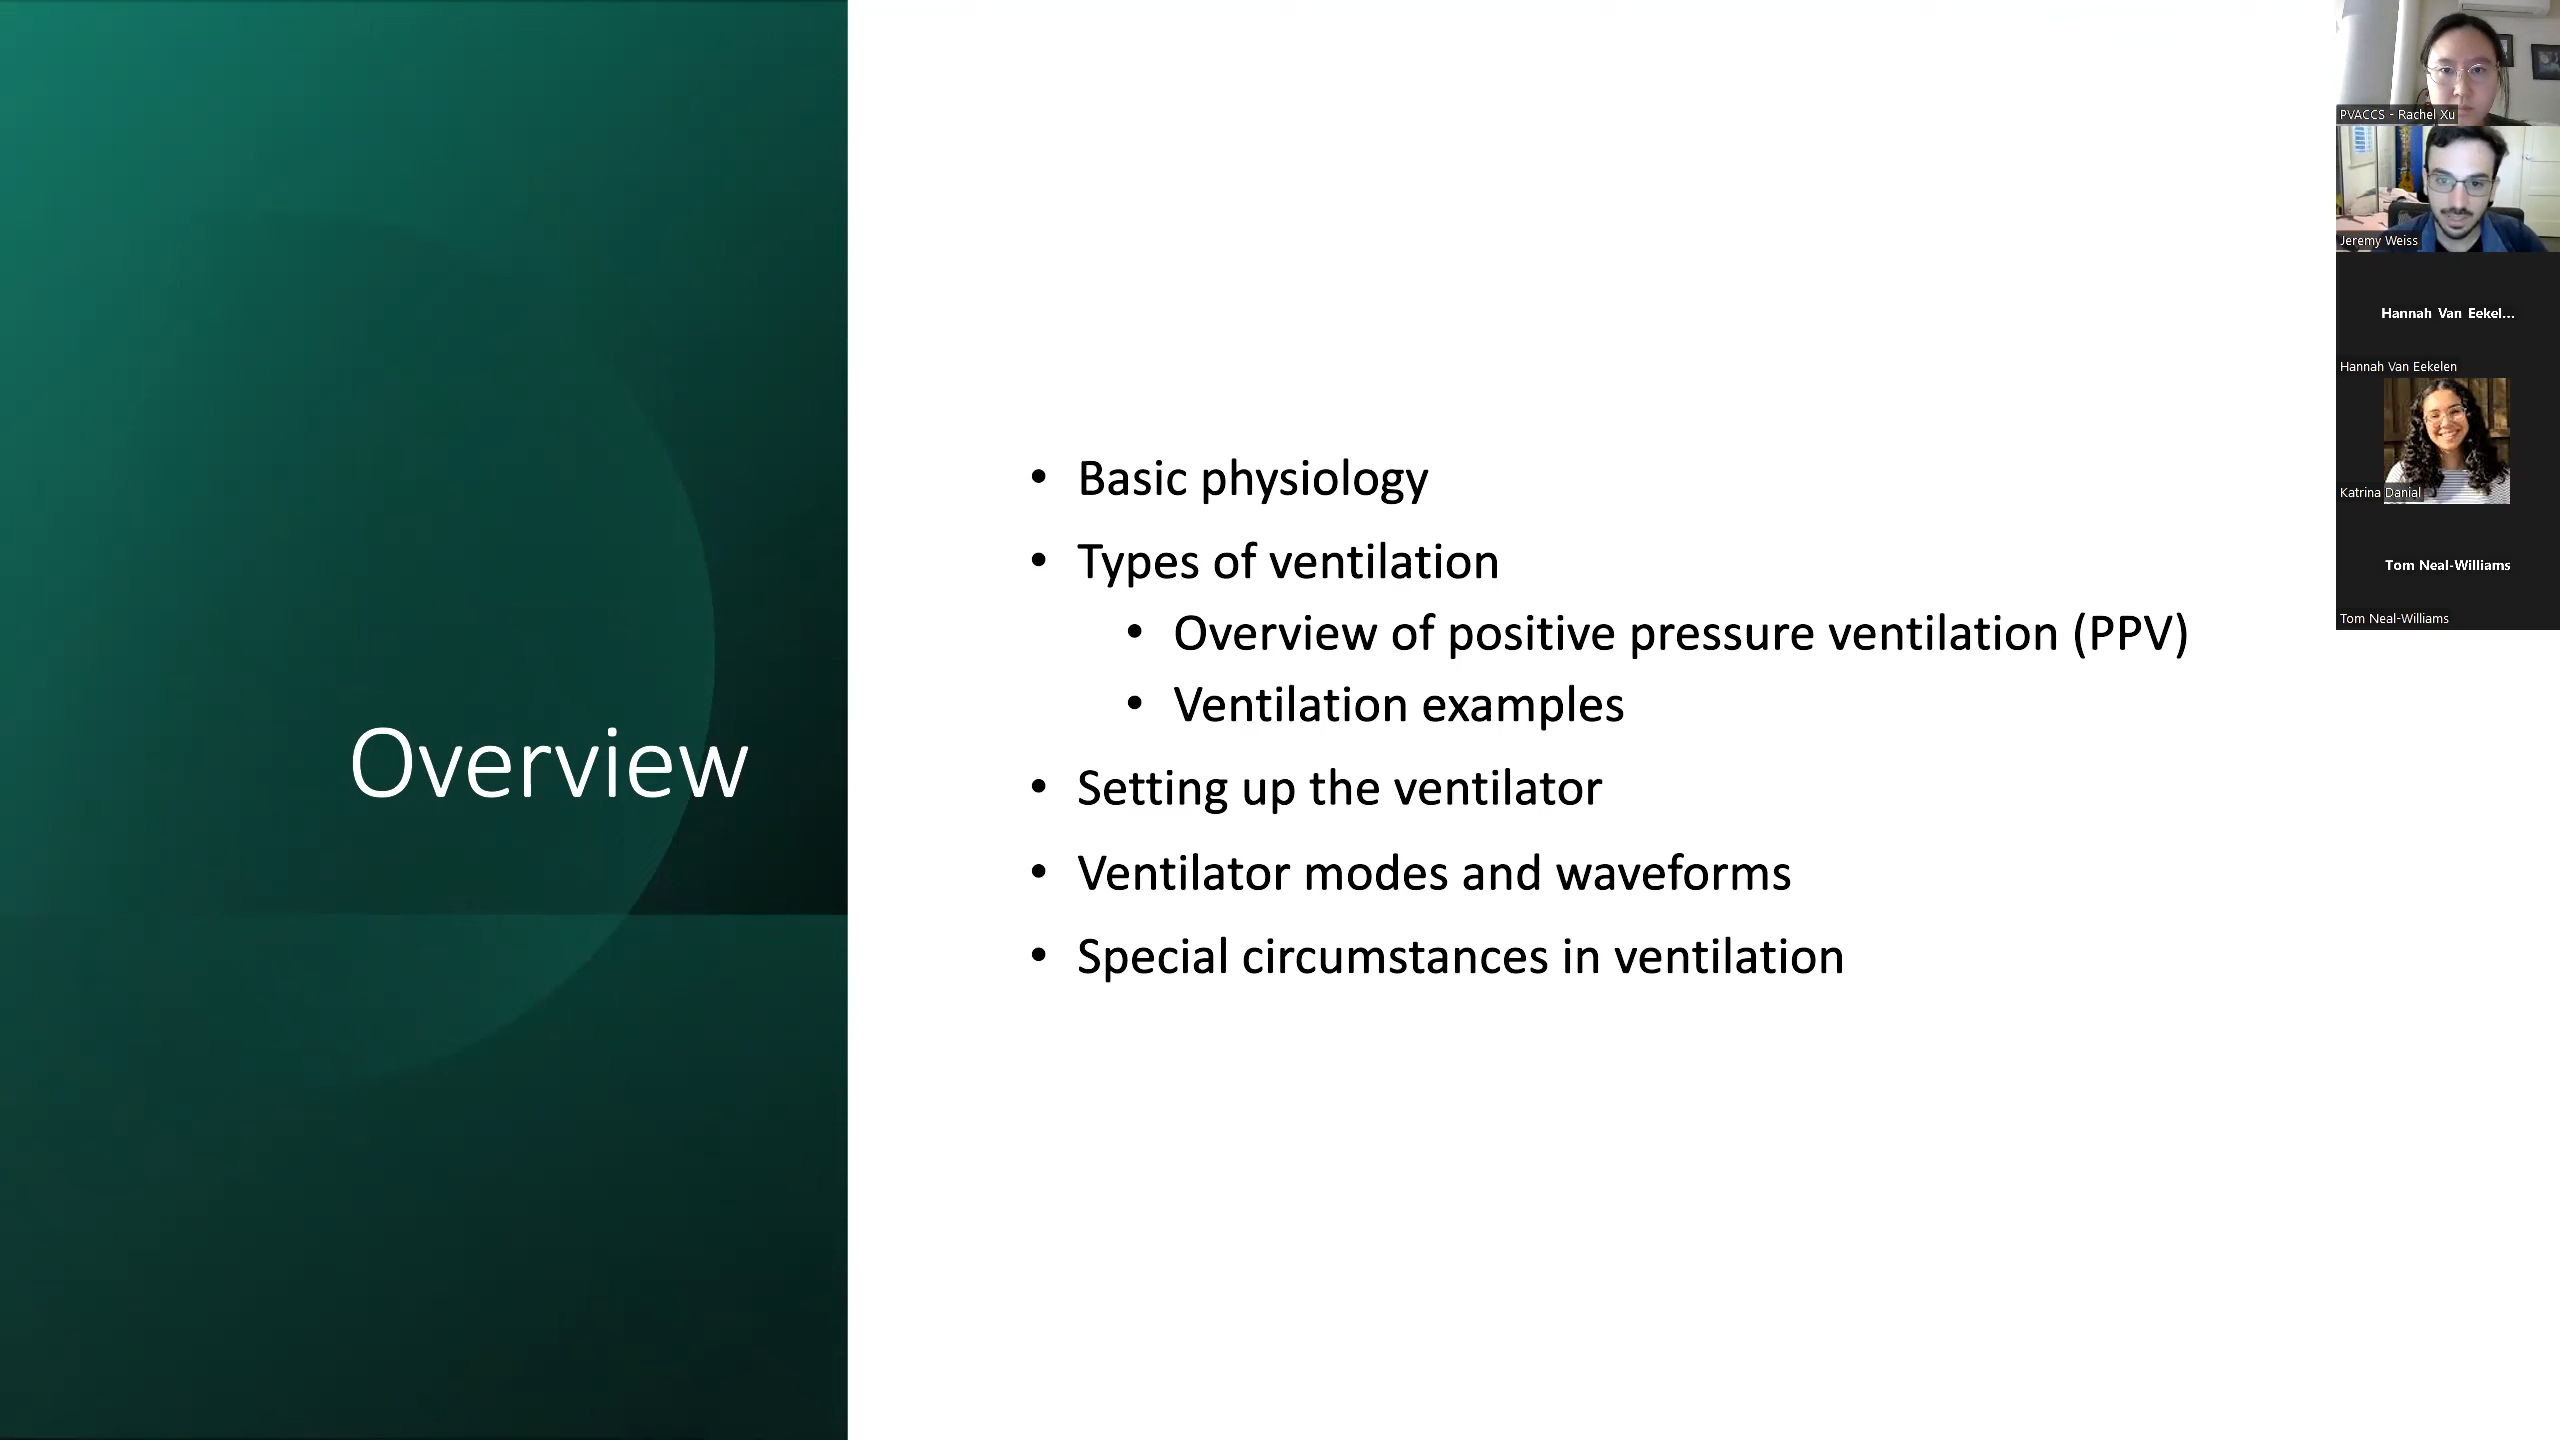 Overview
• Basic physiology
• Types of ventilation
• Overview of positive pressure ventilation (PPV)
• Ventilation examples
• Setting up the ventilator
• Ventilator modes and waveforms
• Special circumstances in ventilation
PVACCS - Rachel Xu
Jeremy Weiss
Hannah Van Eekel...
Hannah Van Eekelen
Katrina Danial
Tom Neal-Williams
Tom Neal-Williams